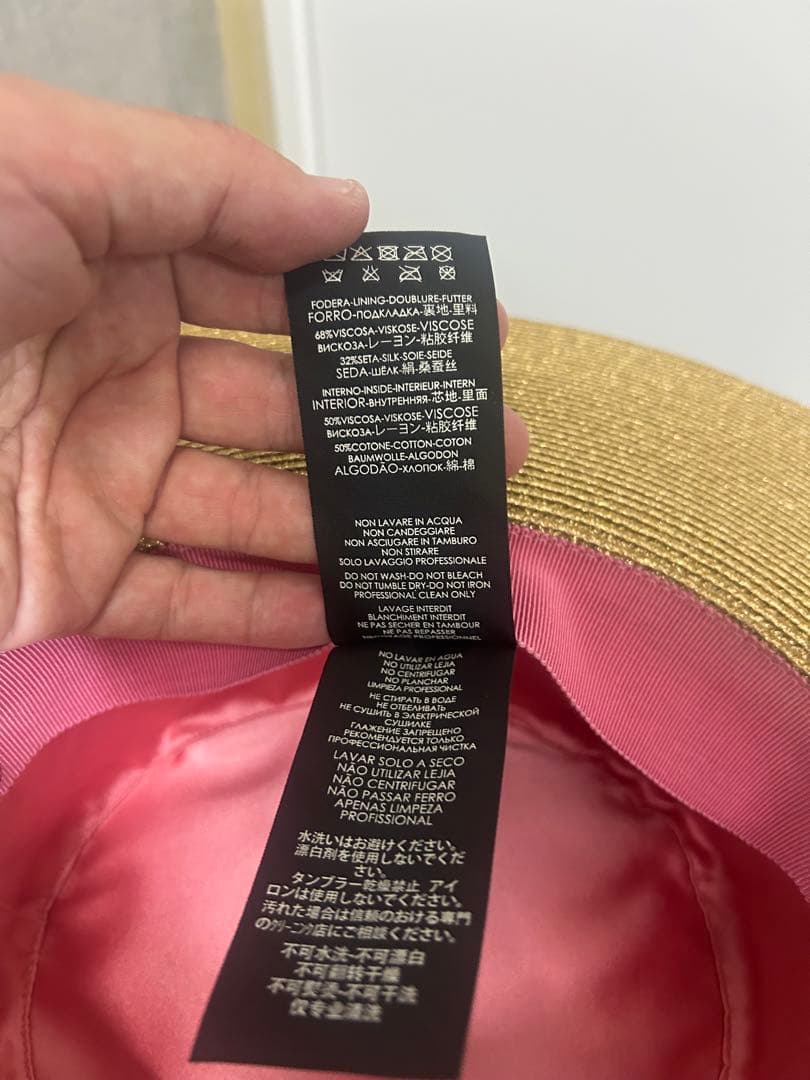 FODERA-LINING-DOUBLURE-FUTTER
FORRO-ПОДКЛАДКА-裏地-里料
68%VISCOSA-VISKOSE-VISCOSE
ВИСКОЗА-レーヨン-粘胶纤维
32%SETA-SILK-SOIE-SEIDE
SEDA-ШЁЛК-絹-桑蚕丝
INTERNO-INSIDE-INTERIEUR-INTERN
INTERIOR-ВНУТРЕННЯЯ-芯地-里面
50%VISCOSA-VISKOSE-VISCOSE
ВИСКОЗА-レーヨン-粘胶纤维
50%COTONE-COTTON-COTON
BAUMWOLLE-ALGODON
ALGODÃO-ХЛОПОК-綿-棉
NON LAVARE IN ACQUA
NON CANDEGGIARE
NON ASCIUGARE IN TAMBURO
NON STIRARE
SOLO LAVAGGIO PROFESSIONALE
DO NOT WASH-DO NOT BLEACH
DO NOT TUMBLE DRY-DO NOT IRON
PROFESSIONAL CLEAN ONLY
LAVAGE INTERDIT
BLANCHIMENT INTERDIT
NE PAS SECHER EN TAMBOUR
NE PAS REPASSER
PROFESSIONNEL
NO LAVAR EN AGUA
NO UTILIZAR LEJIA
NO CENTRIFUGAR
NO PLANCHAR
LIMPIEZA PROFESSIONAL
НЕ СТИРАТЬ В ВОДЕ
НЕ ОТБЕЛИВАТЬ
НЕ СУШИТЬ В ЭЛЕКТРИЧЕСКОЙ
СУШИЛКЕ
ГЛАЖЕНИЕ ЗАПРЕЩЕНО
РЕКОМЕНДУЕТСЯ ТОЛЬКО
ПРОФЕССИОНАЛЬНАЯ ЧИСТКА
LAVAR SOLO A SECO
NÃO UTILIZAR LEJIA
NÃO CENTRIFUGAR
NÃO PASSAR FERRO
APENAS LIMPEZA
PROFISSIONAL
水洗いはお避けください。
漂白剤を使用しないでくだ
さい。
タンブラー乾燥禁止 アイ
ロンは使用しないでください。
汚れた場合は信頼のおける専門
のクリーニング店にご相談ください。
不可水洗-不可漂白
不可翻转干燥
不可熨烫-不可干洗
仅专业清洗